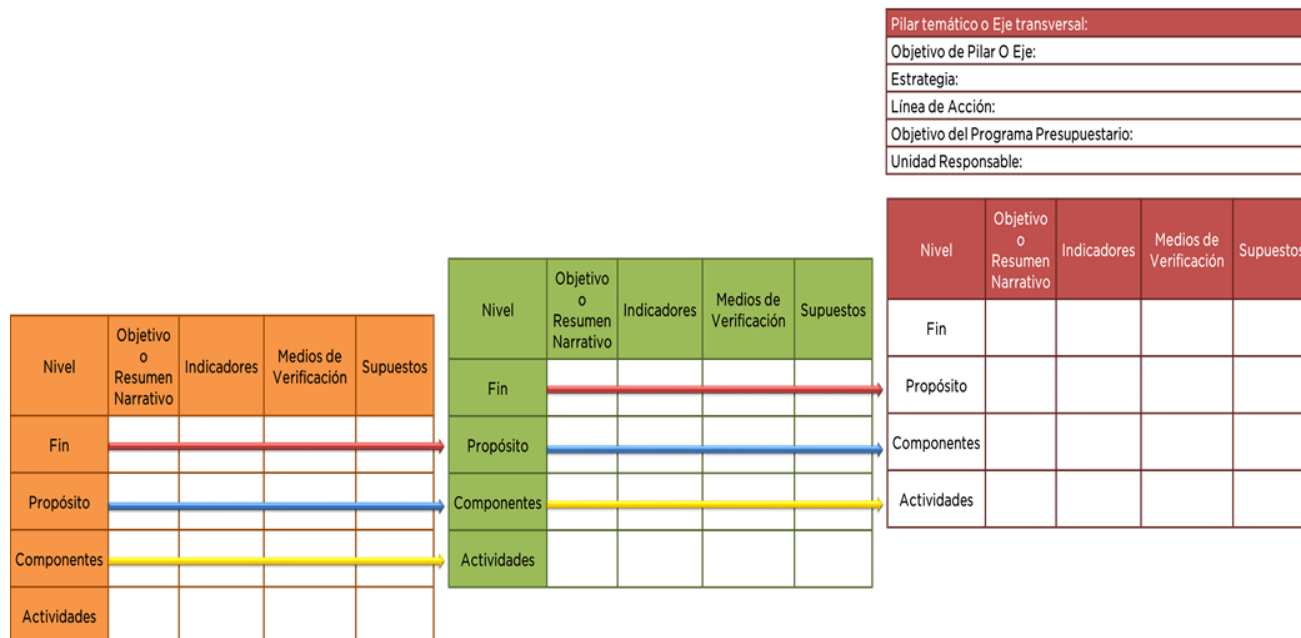 Pilar temático o Eje transversal:
Objetivo de Pilar O Eje:
Estrategia:
Línea de Acción:
Objetivo del Programa Presupuestario:
Unidad Responsable:
Nivel
Objetivo
o
Resumen
Narrativo
Indicadores
Medios de
Verificación
Supuestos
Fin
Propósito
Componentes
Actividades
Nivel
Objetivo
o
Resumen
Narrativo
Indicadores
Medios de
Verificación
Supuestos
Fin
Propósito
Componentes
Actividades
Nivel
Objetivo
o
Resumen
Narrativo
Indicadores
Medios de
Verificación
Supuestos
Fin
Propósito
Componentes
Actividades